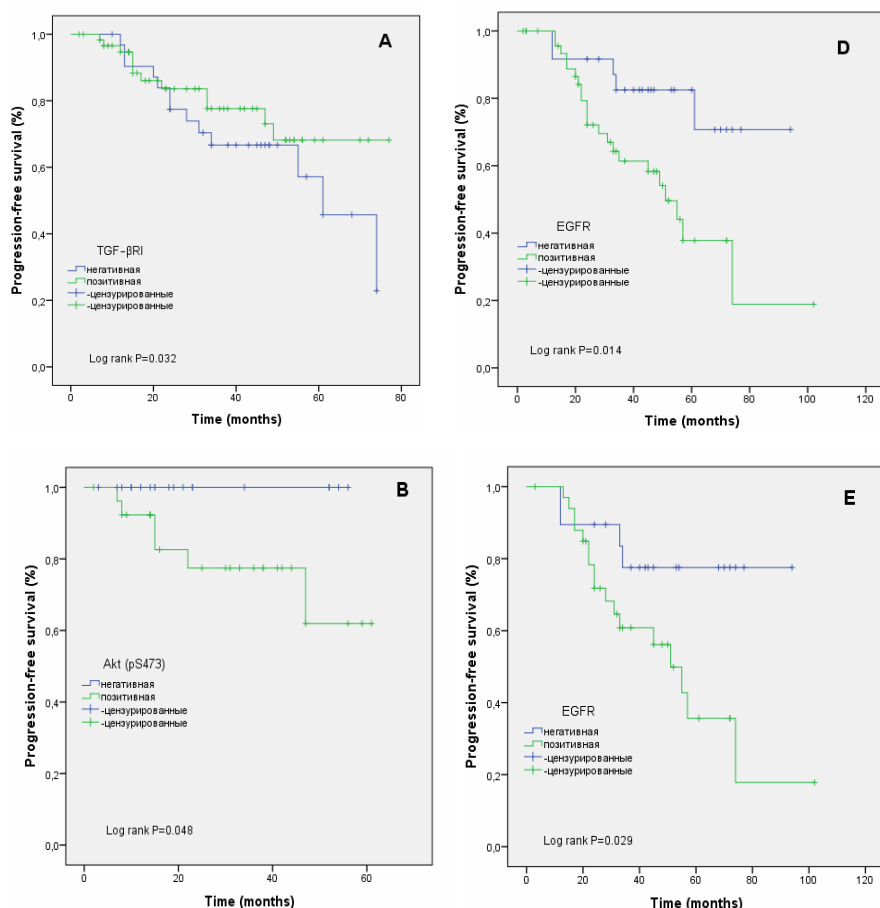 A
Progression-free survival (%)
1,0
0,8
0,6
0,4
0,2
0,0
TGF-βRI
негативная
позитивная
-цензурированные
-цензурированные
Log rank P=0.032
0 20 40 60 80
Time (months)
D
Progression-free survival (%)
1,0
0,8
0,6
0,4
0,2
0,0
EGFR
негативная
позитивная
-цензурированные
-цензурированные
Log rank P=0.014
0 20 40 60 80 100 120
Time (months)
B
Progression-free survival (%)
1,0
0,8
0,6
0,4
0,2
0,0
Akt (pS473)
негативная
позитивная
-цензурированные
-цензурированные
Log rank P=0.048
0 20 40 60
Time (months)
E
Progression-free survival (%)
1,0
0,8
0,6
0,4
0,2
0,0
EGFR
негативная
позитивная
-цензурированные
-цензурированные
Log rank P=0.029
0 20 40 60 80 100 120
Time (months)